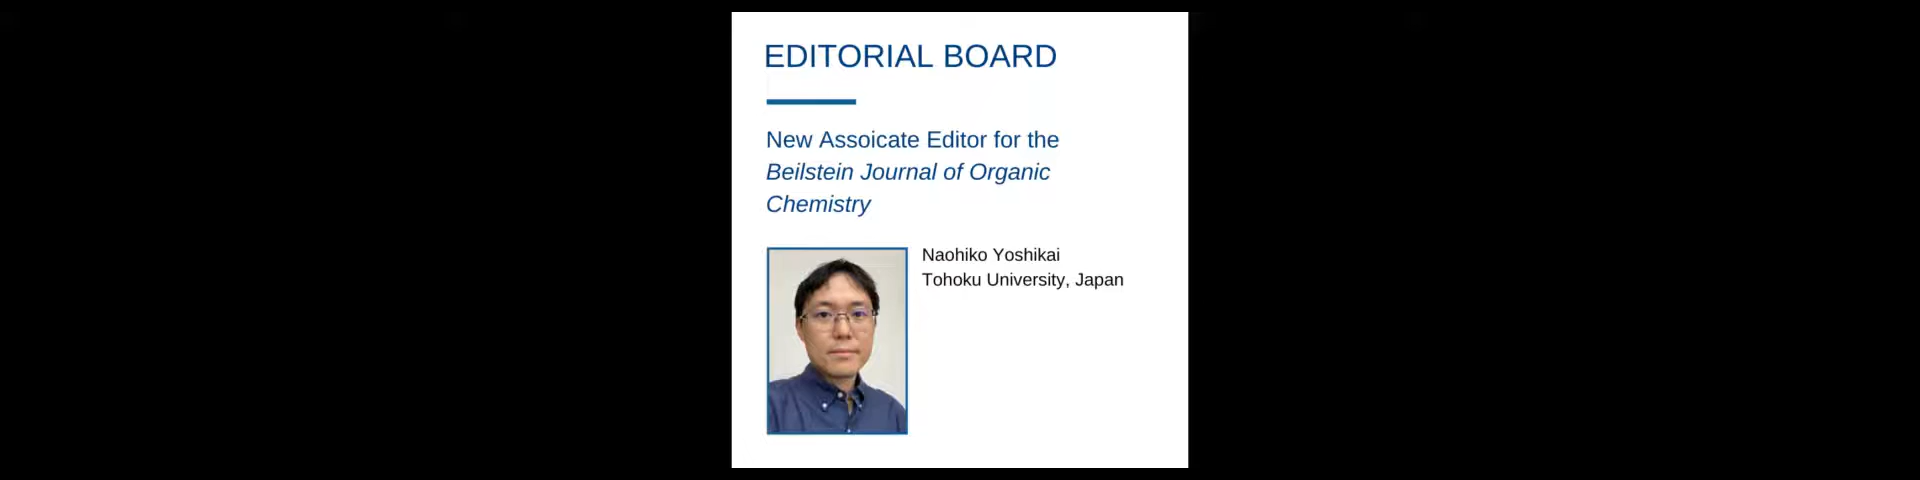 EDITORIAL BOARD
New Assoicate Editor for the
Beilstein Journal of Organic
Chemistry
Naohiko Yoshikai
Tohoku University, Japan